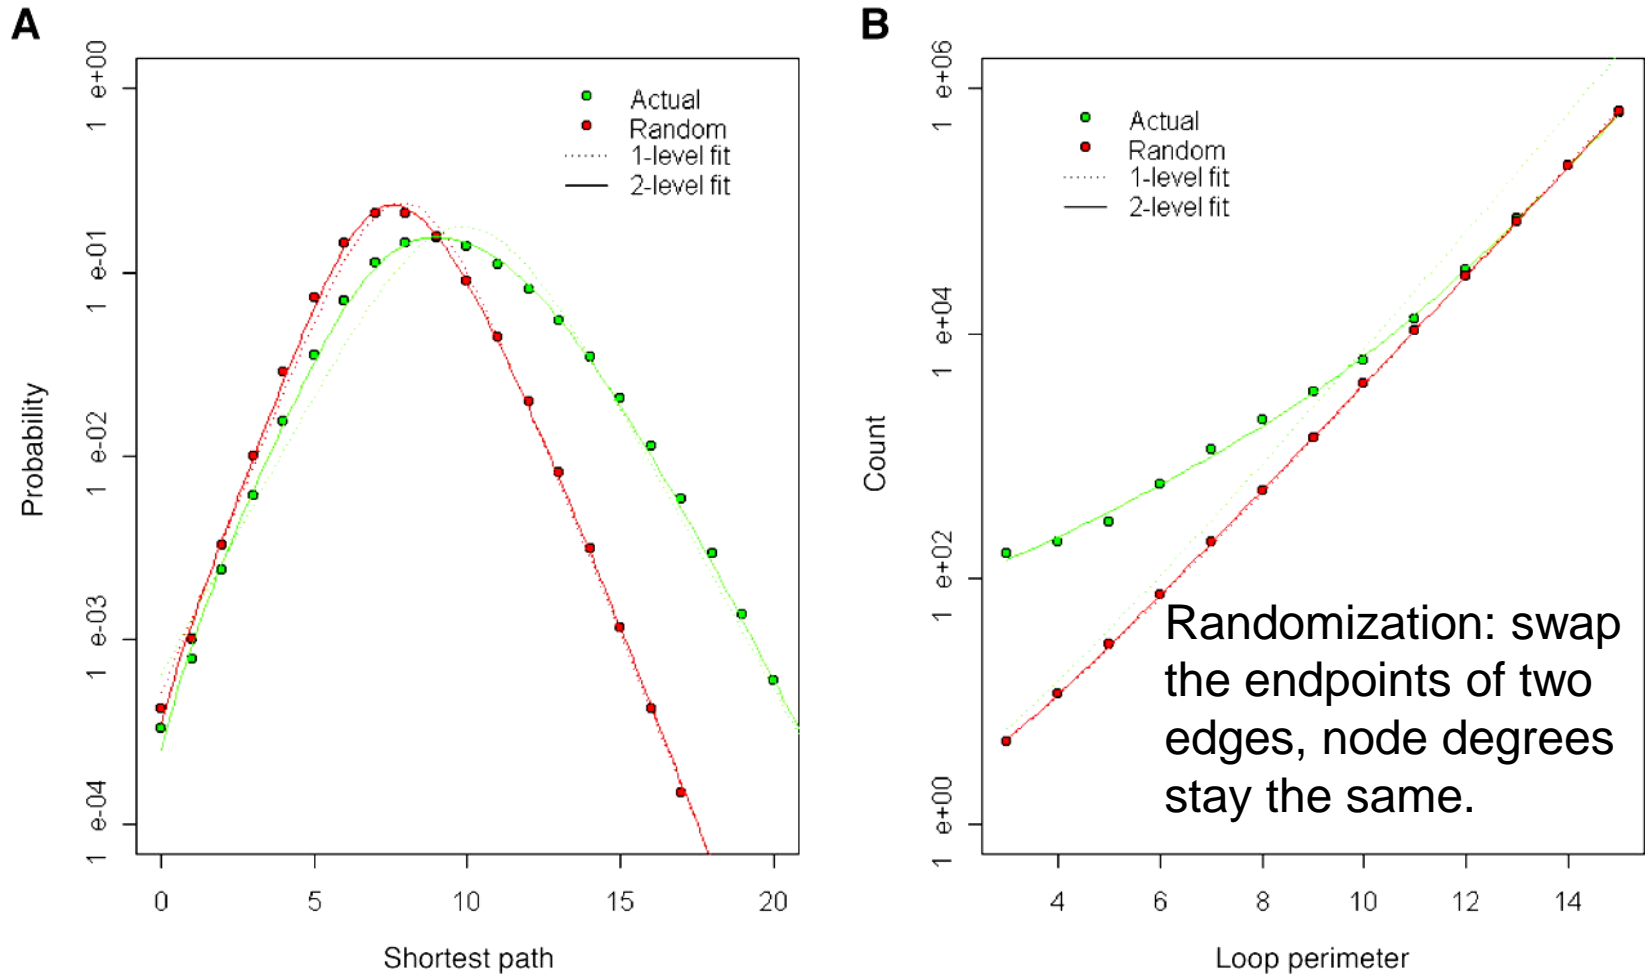 A
1 e+00
1 e-01
1 e-02
1 e-03
1 e-04
Probability
Actual
Random
1-level fit
2-level fit
0 5 10 15 20
Shortest path
B
1 e+06
1 e+04
1 e+02
1 e+00
Count
Actual
Random
1-level fit
2-level fit
Randomization: swap
the endpoints of two
edges, node degrees
stay the same.
4 6 8 10 12 14
Loop perimeter